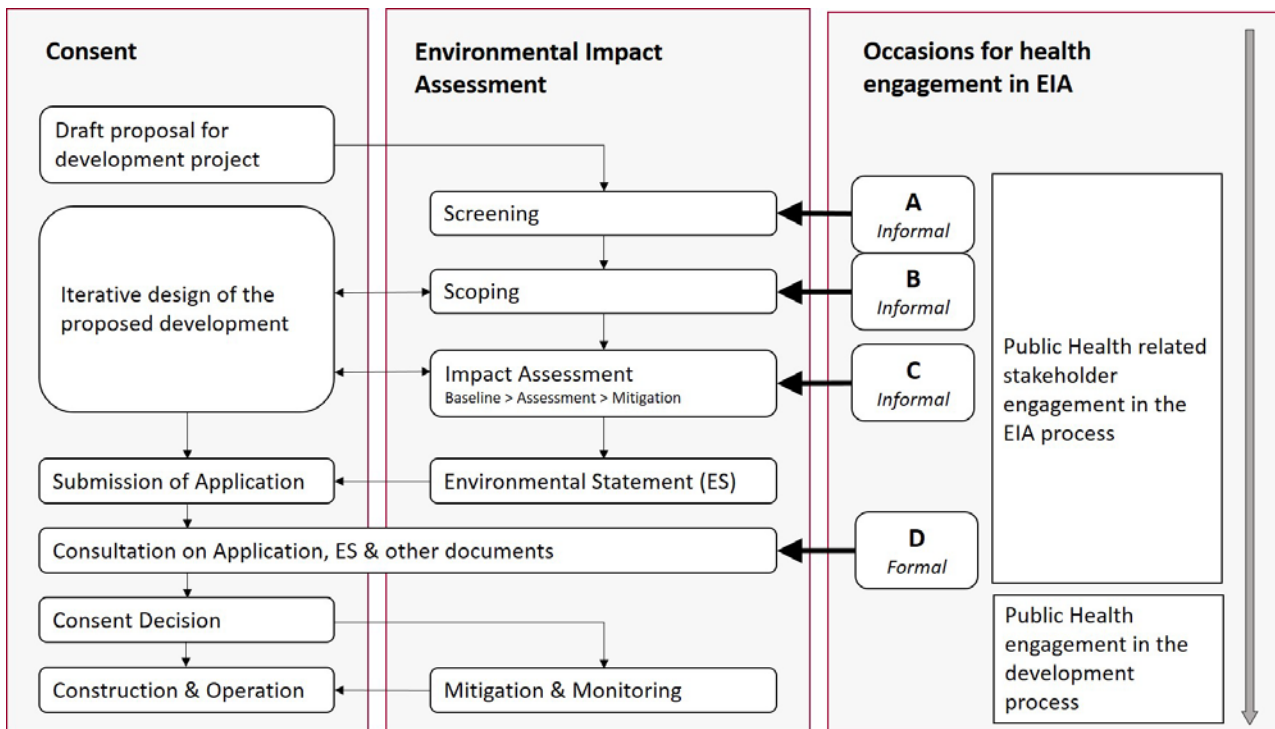 Consent
Draft proposal for
development project
Iterative design of the
proposed development
Submission of Application
Consultation on Application, ES & other documents
Consent Decision
Construction & Operation
Environmental Impact
Assessment
Screening
Scoping
Impact Assessment
Baseline > Assessment > Mitigation
Environmental Statement (ES)
Mitigation & Monitoring
Occasions for health
engagement in EIA
A
Informal
B
Informal
C
Informal
D
Formal
Public Health related
stakeholder
engagement in the
EIA process
Public Health
engagement in the
development
process